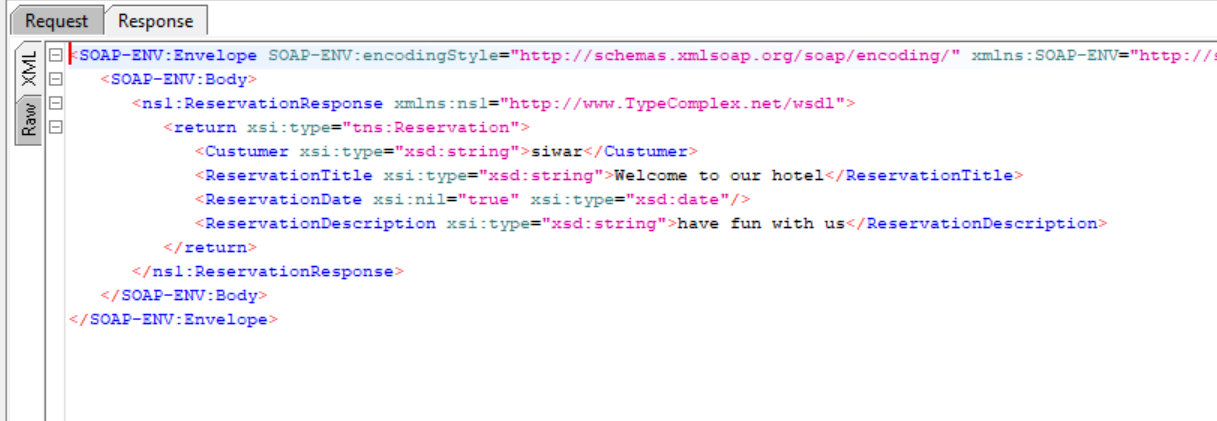 Request Response
XML
Raw
<SOAP-ENV:Envelope SOAP-ENV:encodingStyle="http://schemas.xmlsoap.org/soap/encoding/" xmlns:SOAP-ENV="http://s
<SOAP-ENV:Body>
<ns1:ReservationResponse xmlns:ns1="http://www.TypeComplex.net/wsdl">
<return xsi:type="tns:Reservation">
<Custumer xsi:type="xsd:string">siwar</Custumer>
<ReservationTitle xsi:type="xsd:string">Welcome to our hotel</ReservationTitle>
<ReservationDate xsi:nil="true" xsi:type="xsd:date"/>
<ReservationDescription xsi:type="xsd:string">have fun with us</ReservationDescription>
</return>
</ns1:ReservationResponse>
</SOAP-ENV:Body>
</SOAP-ENV:Envelope>